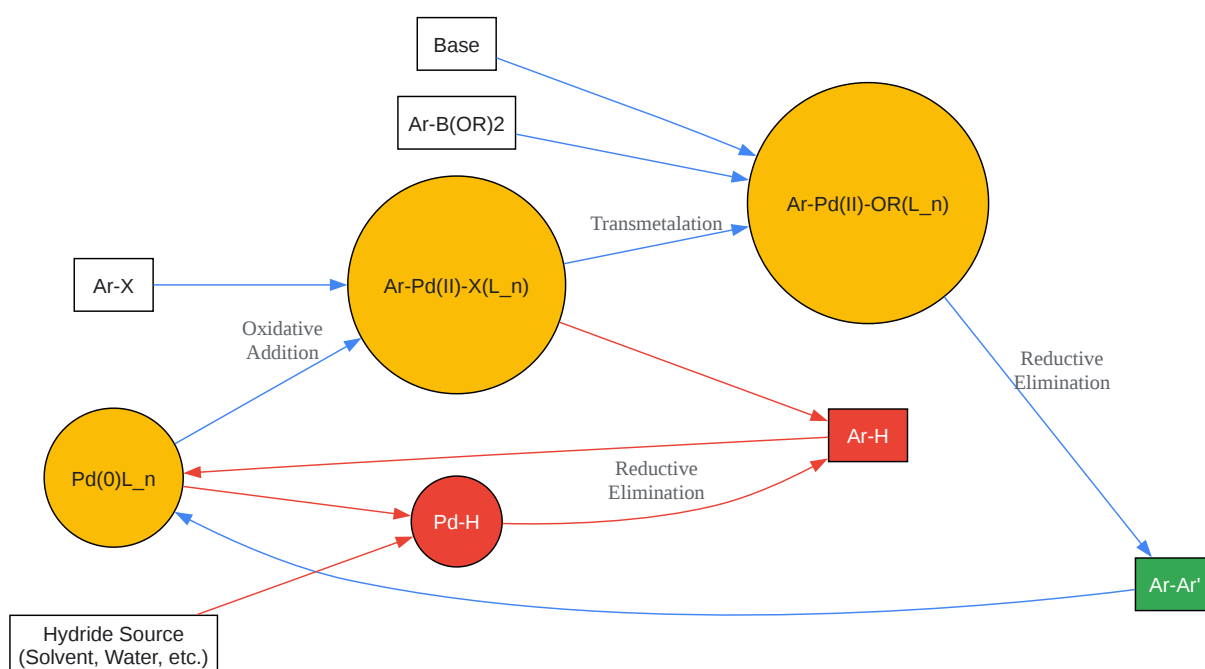 Base
Ar-B(OR)2
Ar-Pd(II)-OR(L_n)
Transmetalation
Ar-X
Ar-Pd(II)-X(L_n)
Oxidative
Addition
Reductive
Elimination
Ar-H
Pd(0)L_n
Reductive
Elimination
Pd-H
Ar-Ar'
Hydride Source
(Solvent, Water, etc.)